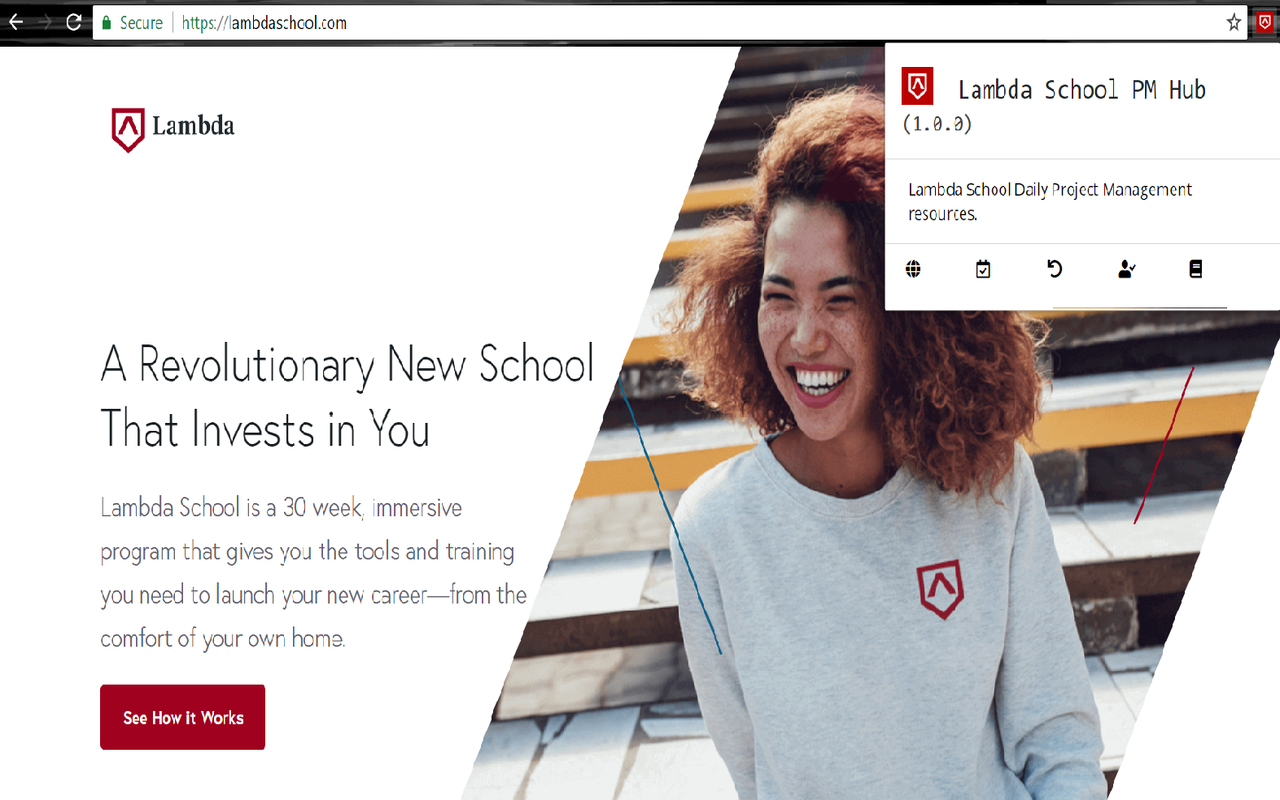 Secure
https://lambdaschool.com
Lambda School PM Hub
(1.0.0)
Lambda School Daily Project Management
resources.
Lambda
A Revolutionary New School
That Invests in You
Lambda School is a 30 week, immersive
program that gives you the tools and training
you need to launch your new career—from the
comfort of your own home.
See How it Works